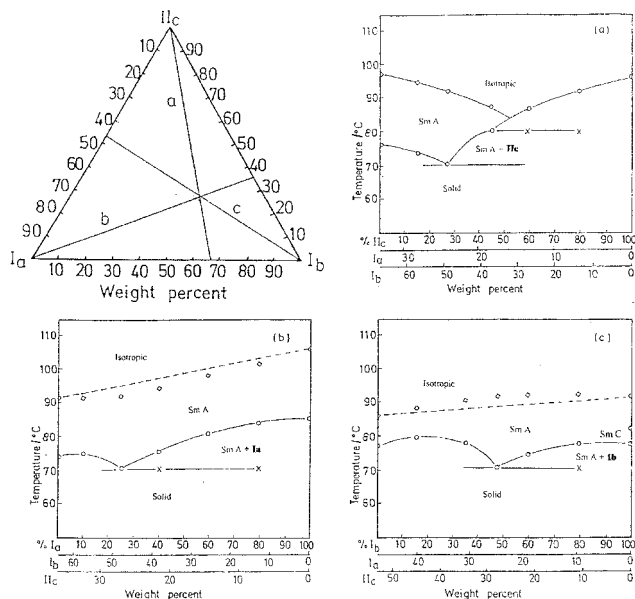 IIc
10 90
20 80
30 70
40 60
50 50
60 40
70 30
80 20
90 10
a
b
c
Ia Ib
10 20 30 40 50 60 70 80 90
Weight percent
(a)
Temperature/°C
110
100
90
80
70
60
Isotropic
Sm A
Sm A + IIc
Solid
% IIc 10 20 30 40 50 60 70 80 90 100
Ia 30 20 10 0
Ib 60 50 40 30 20 10 0
Weight percent
(b)
Temperature/°C
110
100
90
80
70
60
Isotropic
Sm A
Sm A + Ia
Solid
% Ia 10 20 30 40 50 60 70 80 90 100
Ib 60 50 40 30 20 10 0
IIc 30 20 10 0
Weight percent
(c)
Temperature/°C
110
100
90
80
70
60
Isotropic
Sm A
Sm C
Sm A + Ib
Solid
% Ib 10 20 30 40 50 60 70 80 90 100
Ia 40 30 20 10 0
IIc 50 40 30 20 10 0
Weight percent